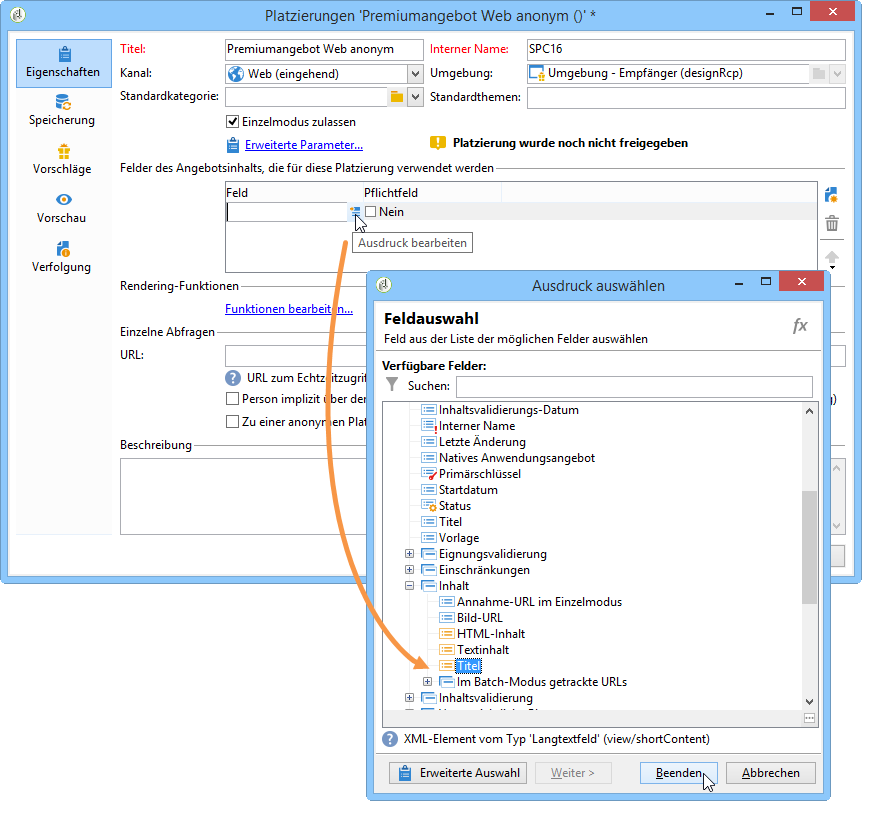 Platzierungen 'Premiumangebot Web anonym ()' *
Eigenschaften
Speicherung
Vorschläge
Vorschau
Verfolgung
Titel: Premiumangebot Web anonym Interner Name: SPC16
Kanal: Web (eingehend) Umgebung: Umgebung - Empfänger (designRcp)
Standardkategorie: Standardthemen:
Einzelmodus zulassen
Erweiterte Parameter... Platzierung wurde noch nicht freigegeben
Felder des Angebotsinhalts, die für diese Platzierung verwendet werden
Feld Pflichtfeld
Nein
Ausdruck bearbeiten
Rendering-Funktionen
Funktionen bearbeiten...
Einzelne Abfragen
URL:
URL zum Echtzeitzugrif
Person implizit über der
Zu einer anonymen Plat
Beschreibung
Ausdruck auswählen
Feldauswahl
Feld aus der Liste der möglichen Felder auswählen
fx
Verfügbare Felder:
Suchen:
Inhaltsvalidierungs-Datum
Interner Name
Letzte Änderung
Natives Anwendungsangebot
Primärschlüssel
Startdatum
Status
Titel
Vorlage
Eignungsvalidierung
Einschränkungen
Inhalt
Annahme-URL im Einzelmodus
Bild-URL
HTML-Inhalt
Textinhalt
Titel
Im Batch-Modus getrackte URLs
Inhaltsvalidierung
XML-Element vom Typ 'Langtextfeld' (view/shortContent)
Erweiterte Auswahl Weiter > Beenden Abbrechen